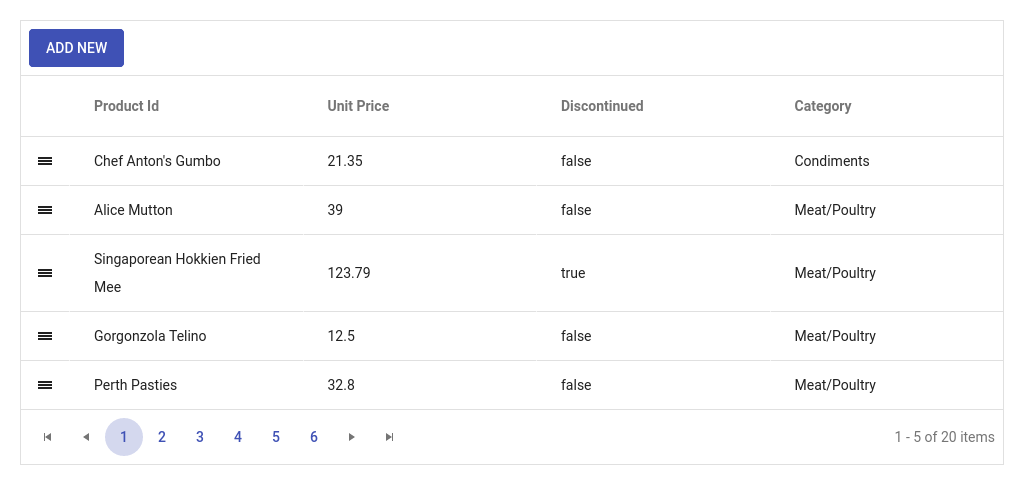 ADD NEW
Product Id Unit Price Discontinued Category
Chef Anton's Gumbo 21.35 false Condiments
Alice Mutton 39 false Meat/Poultry
Singaporean Hokkien Fried
Mee 123.79 true Meat/Poultry
Gorgonzola Telino 12.5 false Meat/Poultry
Perth Pasties 32.8 false Meat/Poultry
1 2 3 4 5 6 1 - 5 of 20 items